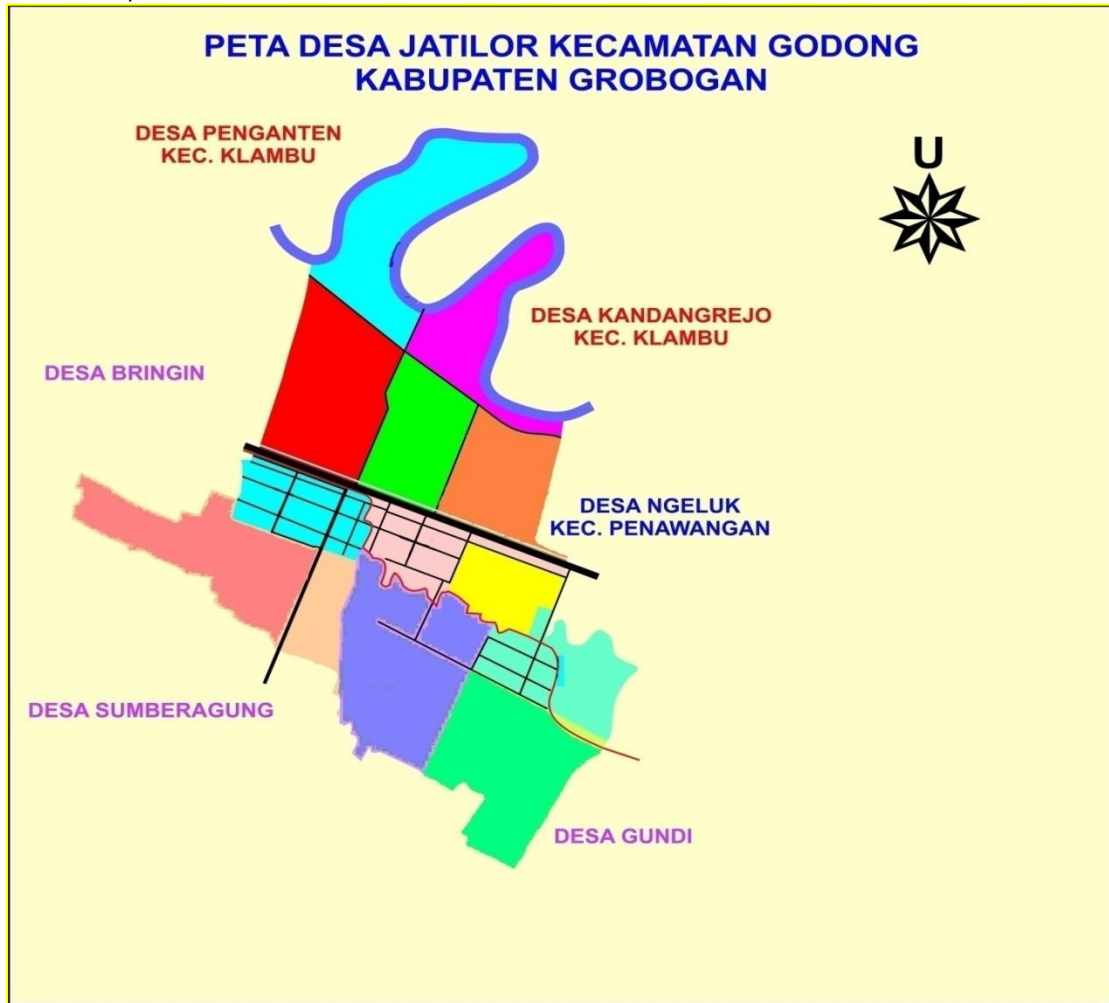 PETA DESA JATILOR KECAMATAN GODONG
KABUPATEN GROBOGAN
DESA PENGANTEN
KEC. KLAMBU
U
DESA KANDANGREJO
KEC. KLAMBU
DESA BRINGIN
DESA NGELUK
KEC. PENAWANGAN
DESA SUMBERAGUNG
DESA GUNDI